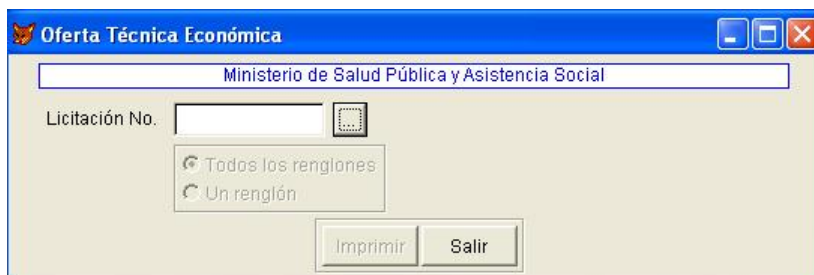 Oferta Técnica Económica
Ministerio de Salud Pública y Asistencia Social
Licitación No. ...
Todos los renglones
Un renglón
Imprimir Salir